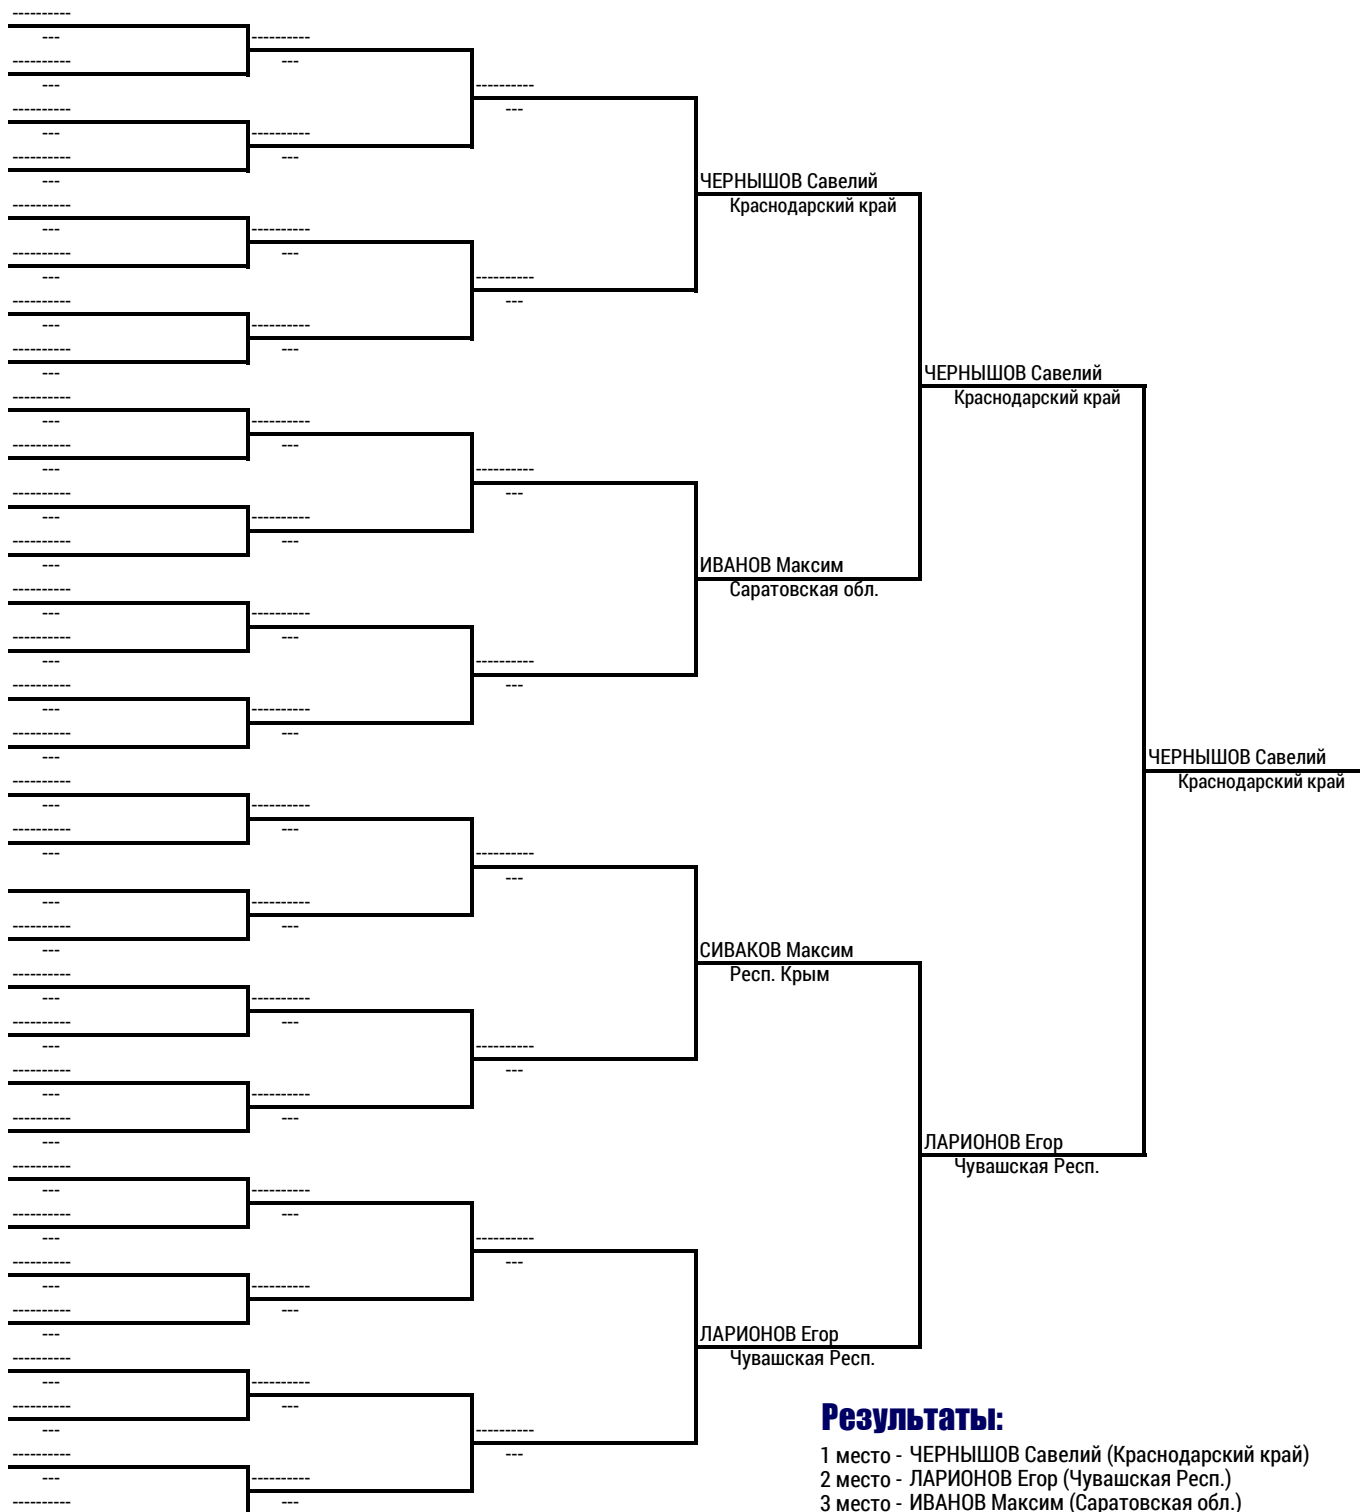 ЧЕРНЫШОВ Савелий
Краснодарский край
ЧЕРНЫШОВ Савелий
Краснодарский край
ИВАНОВ Максим
Саратовская обл.
ЧЕРНЫШОВ Савелий
Краснодарский край
СИВАКОВ Максим
Респ. Крым
ЛАРИОНОВ Егор
Чувашская Респ.
ЛАРИОНОВ Егор
Чувашская Респ.
Результаты:
1 место - ЧЕРНЫШОВ Савелий (Краснодарский край)
2 место - ЛАРИОНОВ Егор (Чувашская Респ.)
3 место - ИВАНОВ Максим (Саратовская обл.)